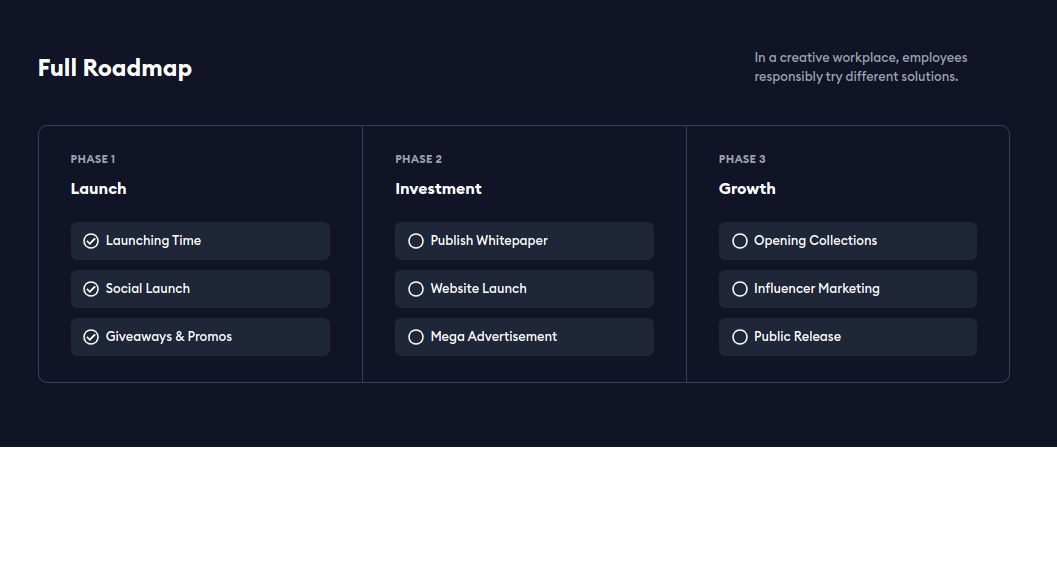 Full Roadmap
In a creative workplace, employees
responsibly try different solutions.
PHASE 1
Launch
Launching Time
Social Launch
Giveaways & Promos
PHASE 2
Investment
Publish Whitepaper
Website Launch
Mega Advertisement
PHASE 3
Growth
Opening Collections
Influencer Marketing
Public Release